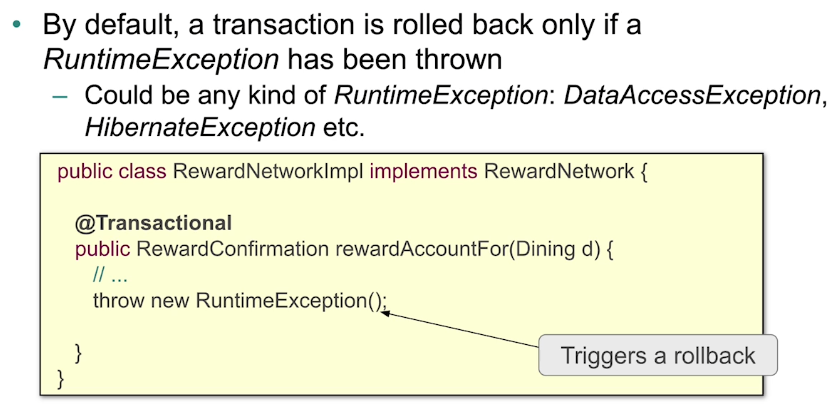 • By default, a transaction is rolled back only if a
RuntimeException has been thrown
– Could be any kind of RuntimeException: DataAccessException,
HibernateException etc.
public class RewardNetworkImpl implements RewardNetwork {
@Transactional
public RewardConfirmation rewardAccountFor(Dining d) {
// ...
throw new RuntimeException();
Triggers a rollback
}
}